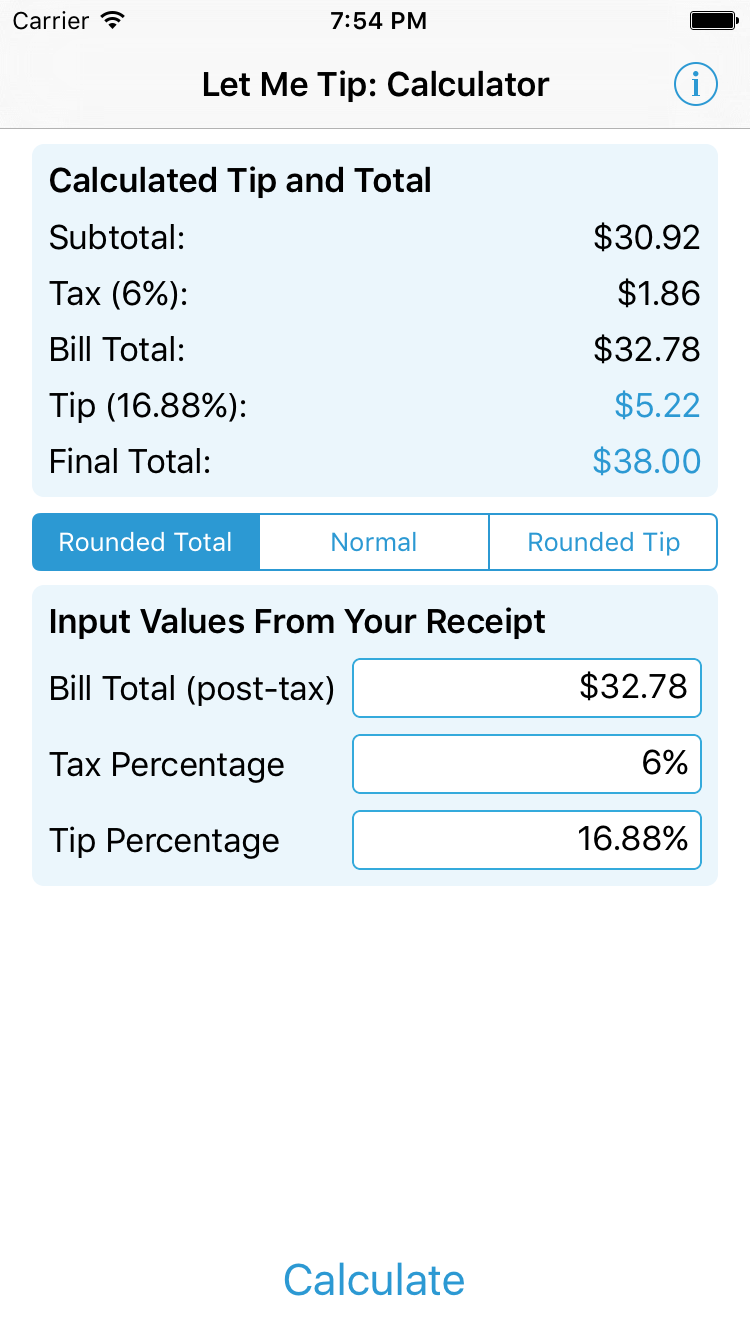 Carrier 7:54 PM
Let Me Tip: Calculator i
Calculated Tip and Total
Subtotal: $30.92
Tax (6%): $1.86
Bill Total: $32.78
Tip (16.88%): $5.22
Final Total: $38.00
Rounded Total Normal Rounded Tip
Input Values From Your Receipt
Bill Total (post-tax) $32.78
Tax Percentage 6%
Tip Percentage 16.88%
Calculate